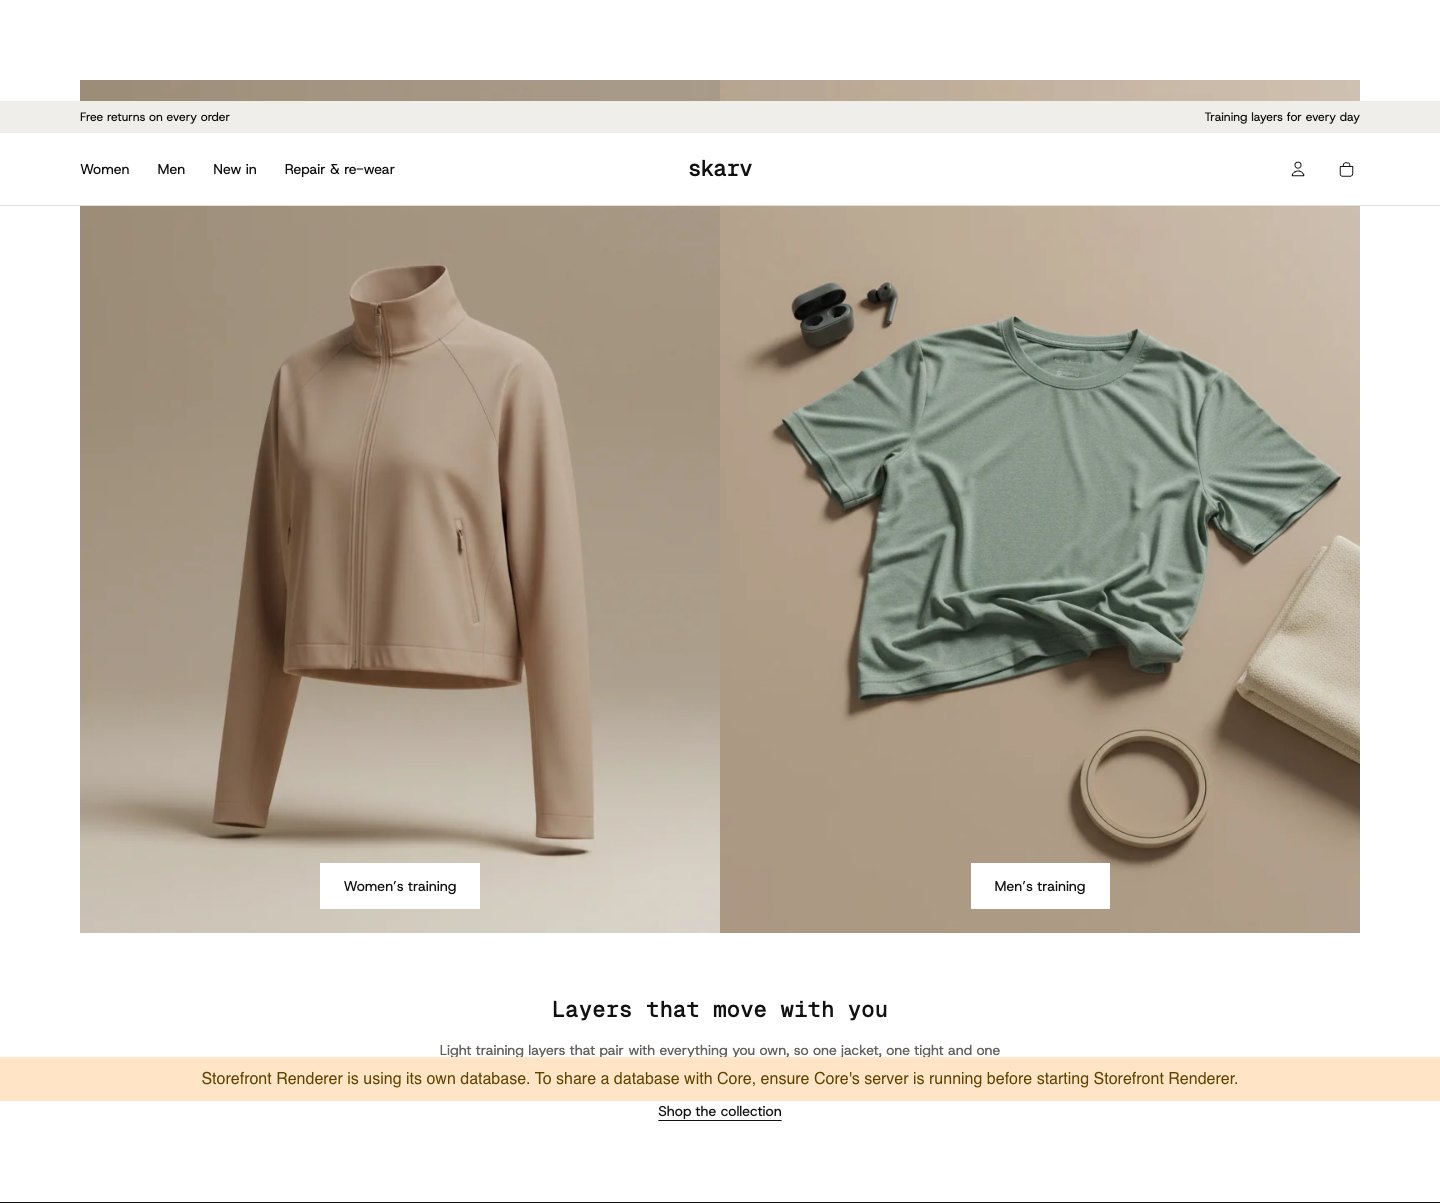 Free returns on every order
Training layers for every day
Women
Men
New in
Repair & re-wear
skarv
Women's training
Men's training
Layers that move with you
Light training layers that pair with everything you own, so one jacket, one tight and one
Storefront Renderer is using its own database. To share a database with Core, ensure Core's server is running before starting Storefront Renderer.
Shop the collection